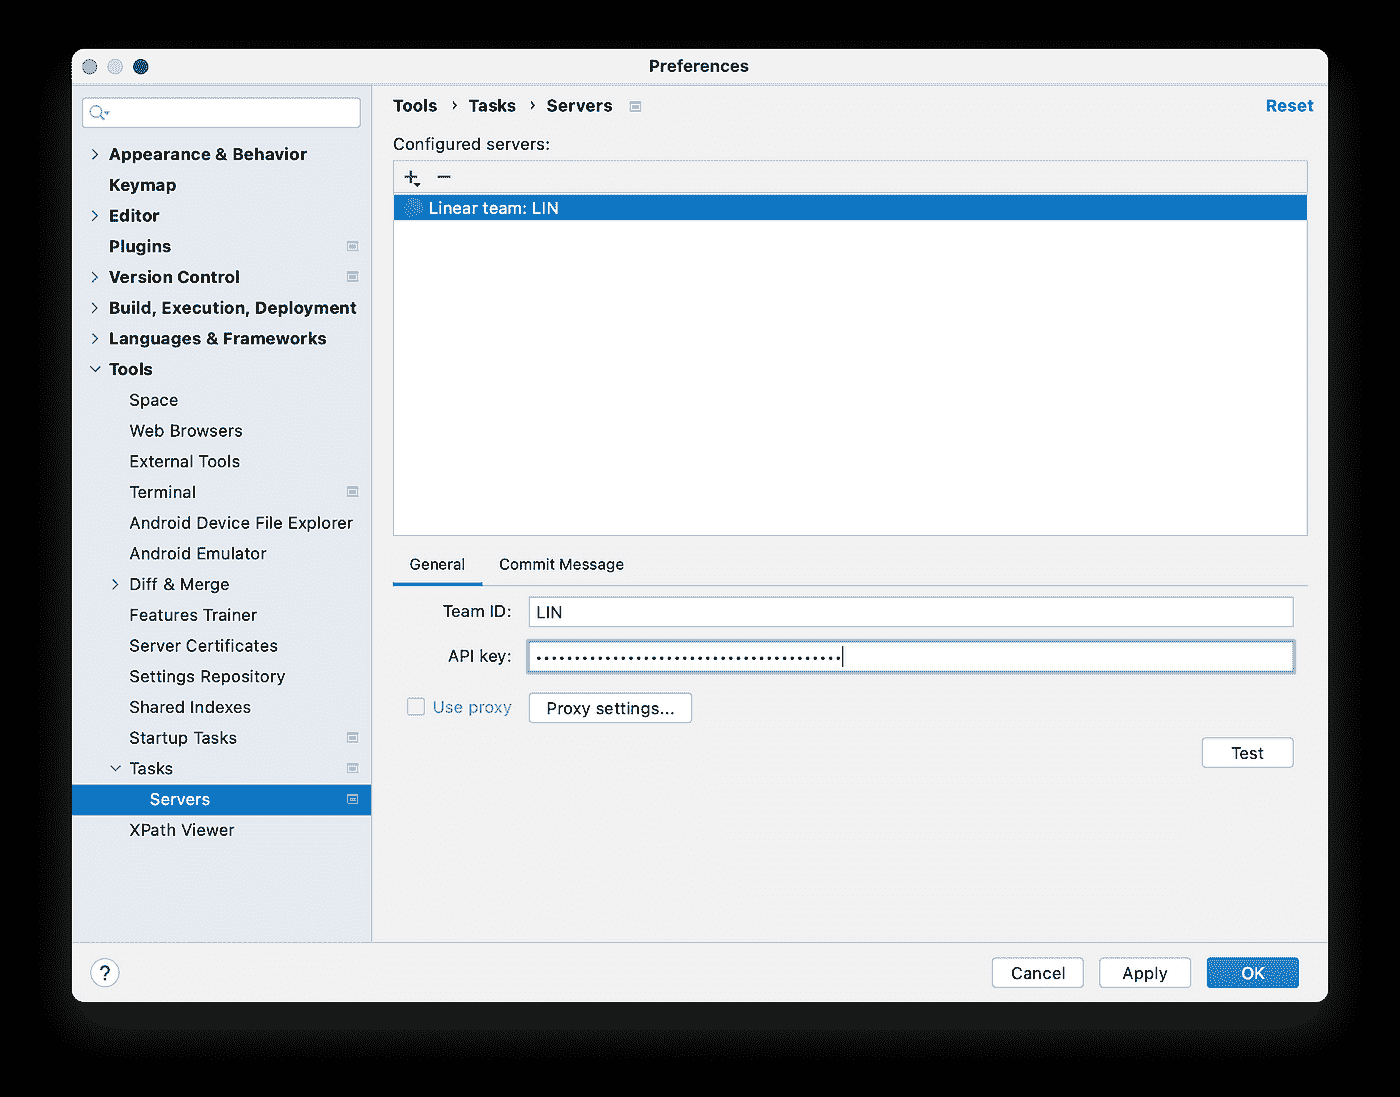 Preferences
Tools › Tasks › Servers
Reset
Appearance & Behavior
Keymap
Editor
Plugins
Version Control
Build, Execution, Deployment
Languages & Frameworks
Tools
Space
Web Browsers
External Tools
Terminal
Android Device File Explorer
Android Emulator
Diff & Merge
Features Trainer
Server Certificates
Settings Repository
Shared Indexes
Startup Tasks
Tasks
Servers
XPath Viewer
Configured servers:
Linear team: LIN
General Commit Message
Team ID: LIN
API key: ••••••••••••••••••••••••••••••••••••••••
Use proxy Proxy settings...
Test
? Cancel Apply OK